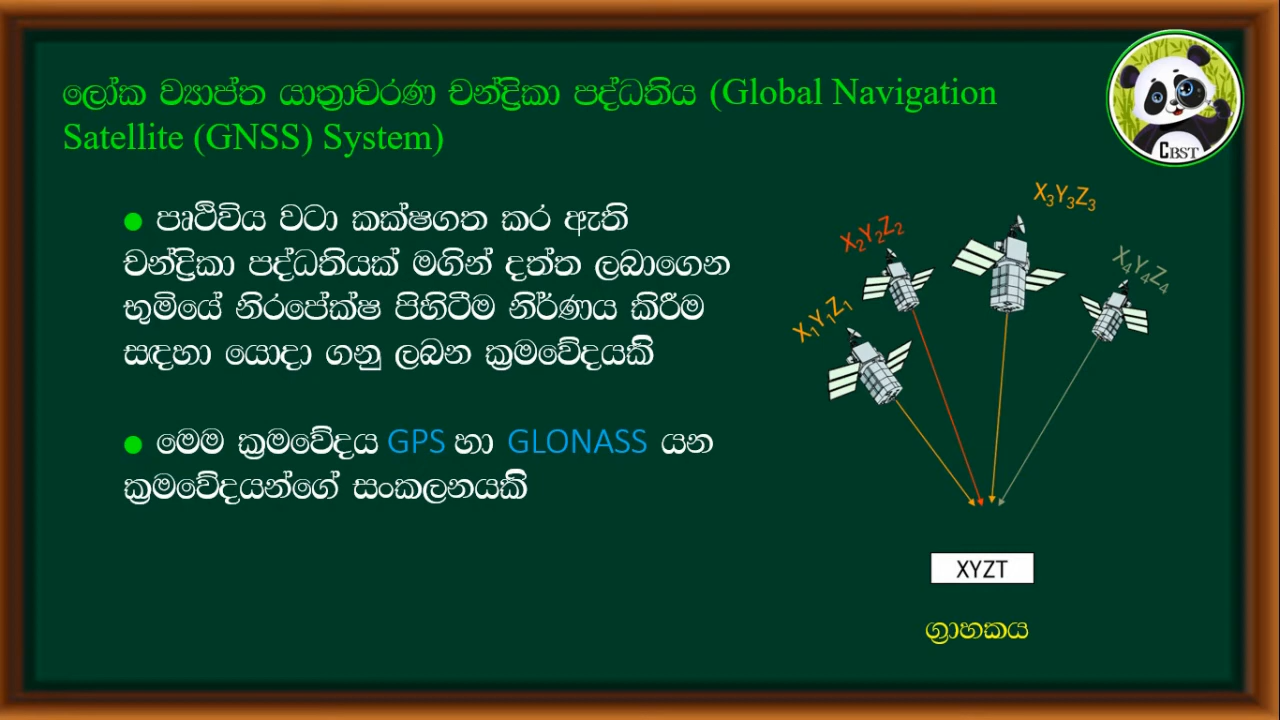 ලෝක ව්‍යාප්ත යාත්‍රාචරණ චන්ද්‍රිකා පද්ධතිය (Global Navigation
Satellite (GNSS) System)
CBST
● පෘථිවිය වටා කක්ෂගත කර ඇති
චන්ද්‍රිකා පද්ධතියක් මගින් දත්ත ලබාගෙන
භූමියේ නිරපේක්ෂ පිහිටීම නිර්ණය කිරීම
සඳහා යොදා ගනු ලබන ක්‍රමවේදයකි
● මෙම ක්‍රමවේදය GPS හා GLONASS යන
ක්‍රමවේදයන්ගේ සංකලනයකි
X₁Y₁Z₁
X₂Y₂Z₂
X₃Y₃Z₃
X₄Y₄Z₄
XYZT
ග්‍රාහකය